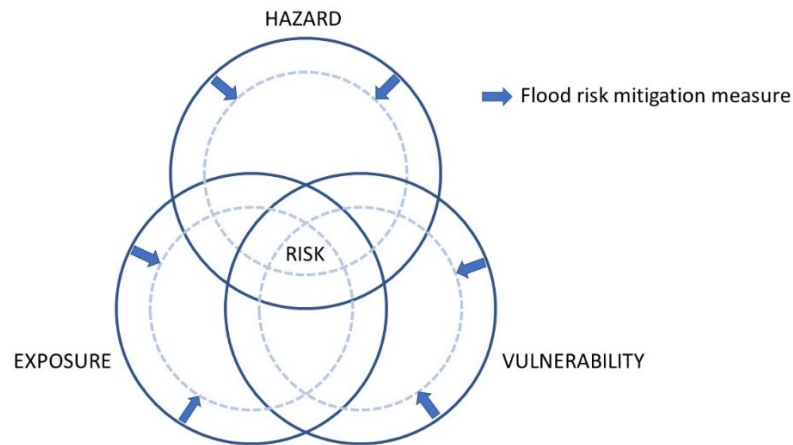 HAZARD
Flood risk mitigation measure
RISK
EXPOSURE
VULNERABILITY